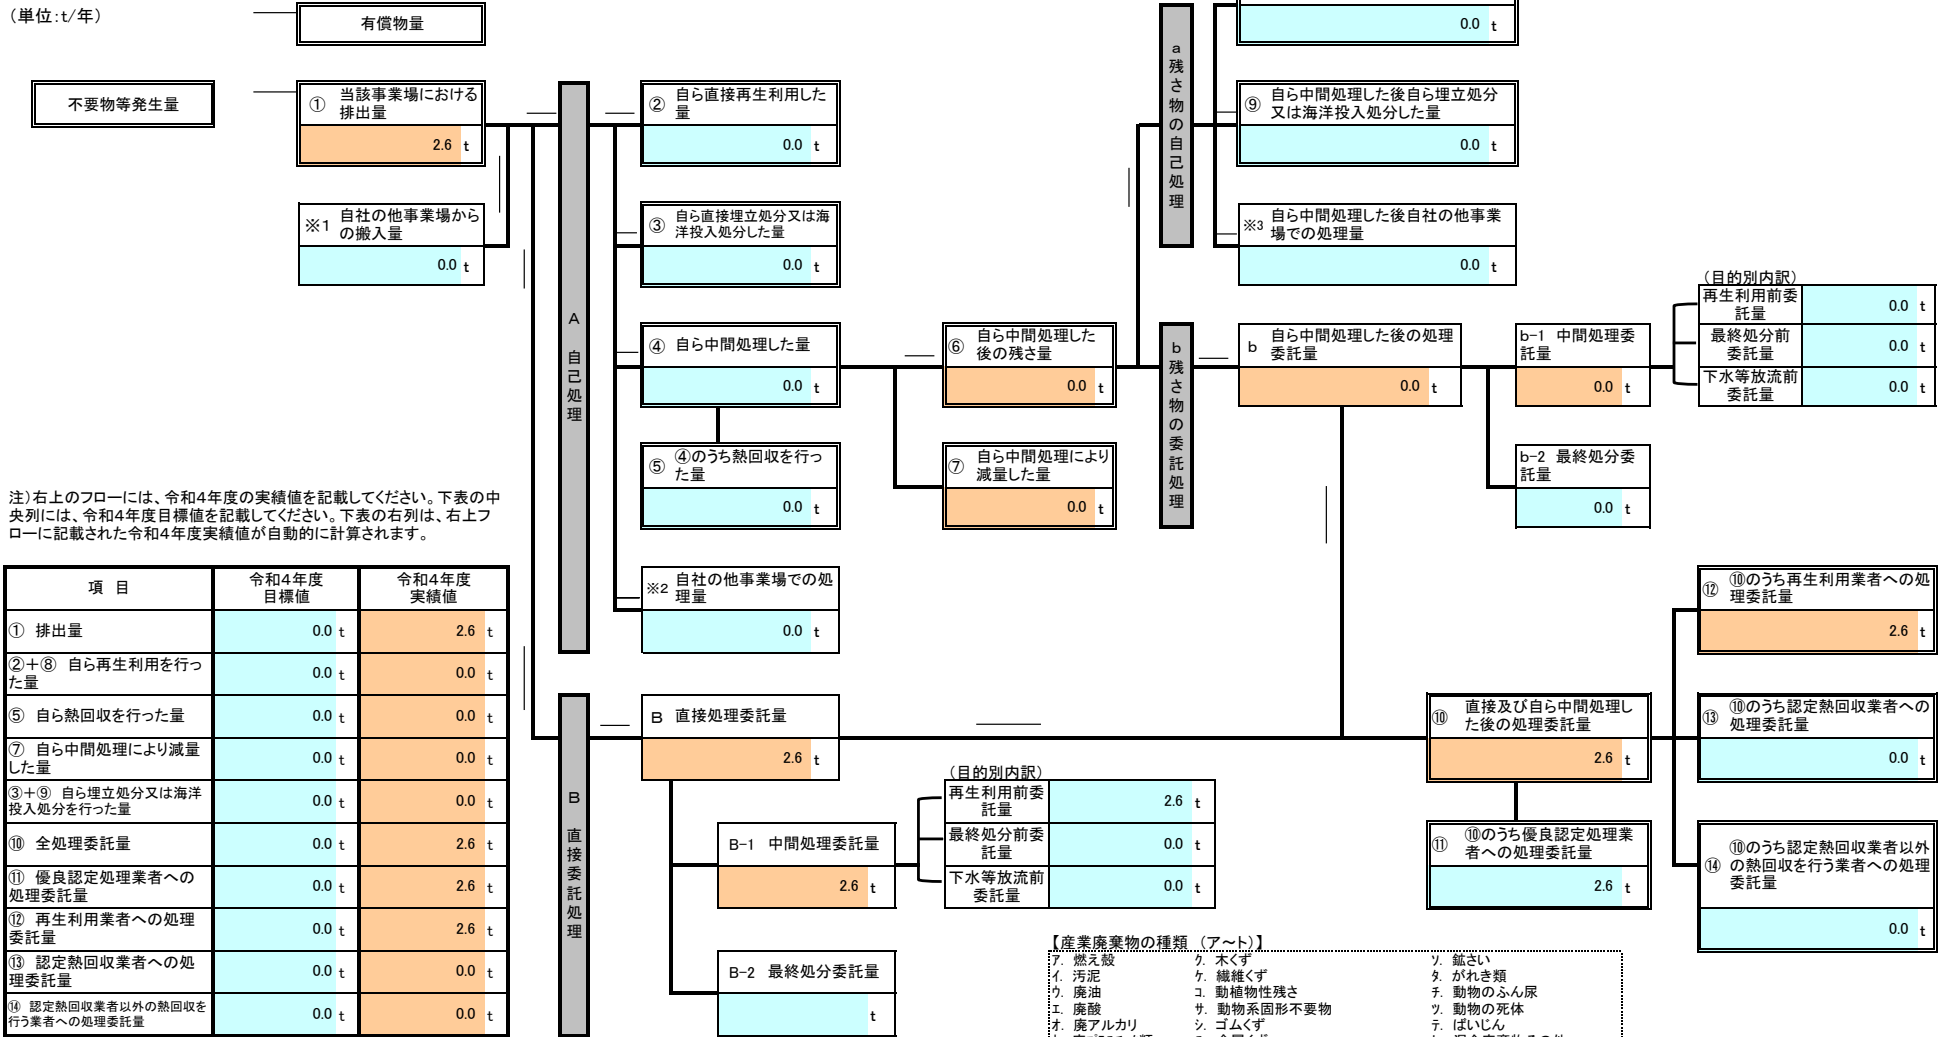 （単位：t/年）
有償物量
0.0 t
不要物等発生量
① 当該事業場における
排出量
2.6 t
※1 自社の他事業場から
の搬入量
0.0 t
A
自己処理
② 自ら直接再生利用した
量
0.0 t
③ 自ら直接埋立処分又は海
洋投入処分した量
0.0 t
④ 自ら中間処理した量
0.0 t
⑤ ④のうち熱回収を行っ
た量
0.0 t
※2 自社の他事業場での処
理量
0.0 t
⑥ 自ら中間処理した
後の残さ量
0.0 t
⑦ 自ら中間処理により
減量した量
0.0 t
a残さ物の自己処理
⑨ 自ら中間処理した後自ら埋立処分
又は海洋投入処分した量
0.0 t
※3 自ら中間処理した後自社の他事業
場での処理量
0.0 t
b残さ物の委託処理
b 自ら中間処理した後の処理
委託量
0.0 t
b-1 中間処理委
託量
0.0 t
b-2 最終処分委
託量
0.0 t
（目的別内訳）
再生利用前委
託量
0.0 t
最終処分前
委託量
0.0 t
下水等放流前
委託量
0.0 t
注）右上のフローには、令和4年度の実績値を記載してください。下表の中
央列には、令和4年度目標値を記載してください。下表の右列は、右上フ
ローに記載された令和4年度実績値が自動的に計算されます。
項 目 令和4年度 令和4年度
目標値 実績値
① 排出量 0.0 t 2.6 t
②＋⑧ 自ら再生利用を行っ
た量 0.0 t 0.0 t
⑤ 自ら熱回収を行った量 0.0 t 0.0 t
⑦ 自ら中間処理により減量
した量 0.0 t 0.0 t
③＋⑨ 自ら埋立処分又は海洋
投入処分を行った量 0.0 t 0.0 t
⑩ 全処理委託量 0.0 t 2.6 t
⑪ 優良認定処理業者への
処理委託量 0.0 t 2.6 t
⑫ 再生利用業者への処理
委託量 0.0 t 2.6 t
⑬ 認定熱回収業者への処
理委託量 0.0 t 0.0 t
⑭ 認定熱回収業者以外の熱回収を
行う業者への処理委託量 0.0 t 0.0 t
B
直接委託処理
B 直接処理委託量
2.6 t
B-1 中間処理委託量
2.6 t
B-2 最終処分委託量
t
（目的別内訳）
再生利用前委
託量
2.6 t
最終処分前委
託量
0.0 t
下水等放流前
委託量
0.0 t
⑩ 直接及び自ら中間処理し
た後の処理委託量
2.6 t
⑪ ⑩のうち優良認定処理業
者への処理委託量
2.6 t
⑫ ⑩のうち再生利用業者への処
理委託量
2.6 t
⑬ ⑩のうち認定熱回収業者への
処理委託量
0.0 t
⑭ ⑩のうち認定熱回収業者以外
の熱回収を行う業者への処理
委託量
0.0 t
【産業廃棄物の種類 （ア～ト）】
ア. 燃え殻 ク. 木くず ソ. 鉱さい
イ. 汚泥 ケ. 繊維くず タ. がれき類
ウ. 廃油 コ. 動植物性残さ チ. 動物のふん尿
エ. 廃酸 サ. 動物系固形不要物 ツ. 動物の死体
オ. 廃アルカリ シ. ゴムくず テ. ばいじん